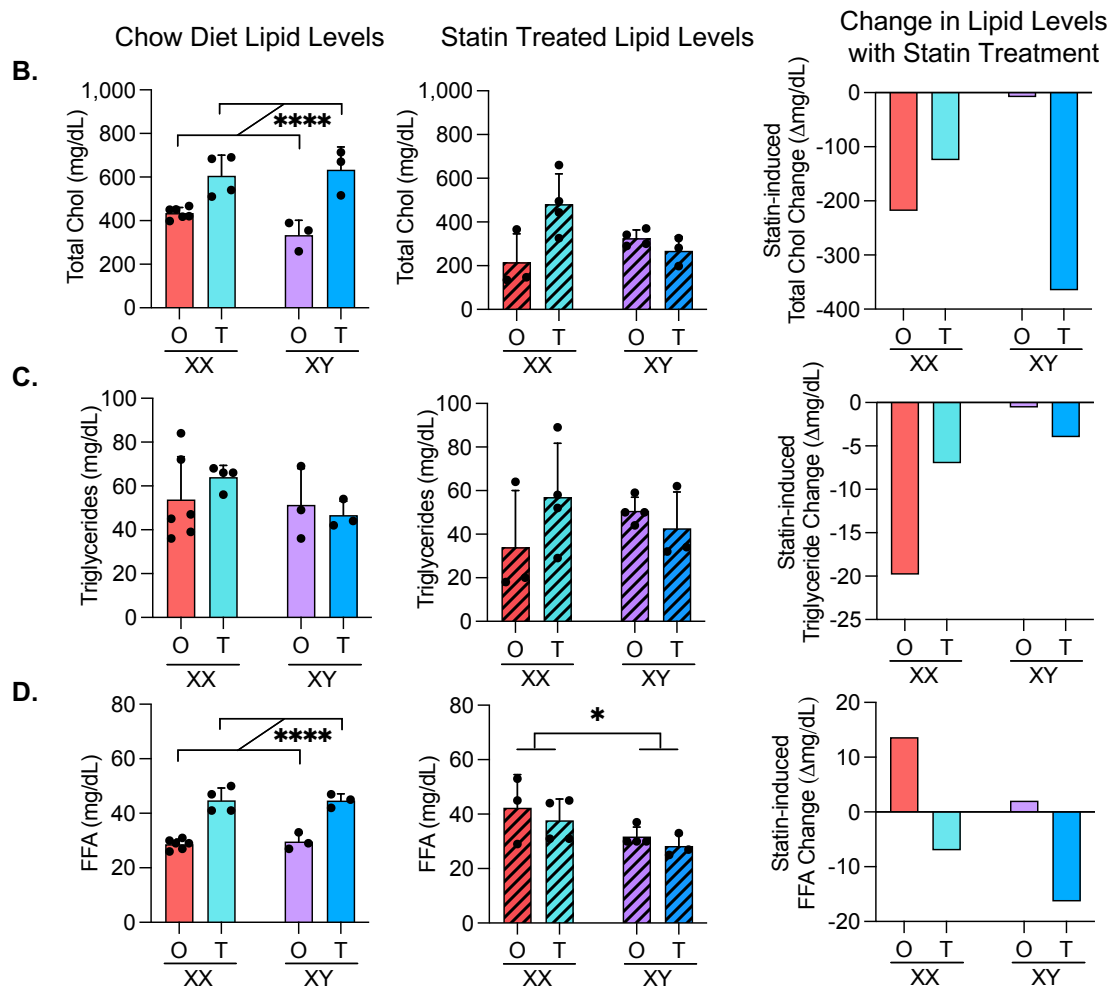 Chow Diet Lipid Levels
Statin Treated Lipid Levels
Change in Lipid Levels
with Statin Treatment
B.
Total Chol (mg/dL)
1,000
800
600
400
200
0
****
O T O T
XX XY
Total Chol (mg/dL)
1,000
800
600
400
200
0
O T O T
XX XY
Statin-induced
Total Chol Change (Δmg/dL)
0
-100
-200
-300
-400
O T O T
XX XY
C.
Triglycerides (mg/dL)
100
80
60
40
20
0
O T O T
XX XY
Triglycerides (mg/dL)
100
80
60
40
20
0
O T O T
XX XY
Statin-induced
Triglyceride Change (Δmg/dL)
0
-5
-10
-15
-20
-25
O T O T
XX XY
D.
FFA (mg/dL)
80
60
40
20
0
****
O T O T
XX XY
FFA (mg/dL)
80
60
40
20
0
*
O T O T
XX XY
Statin-induced
FFA Change (Δmg/dL)
20
10
0
-10
-20
O T O T
XX XY